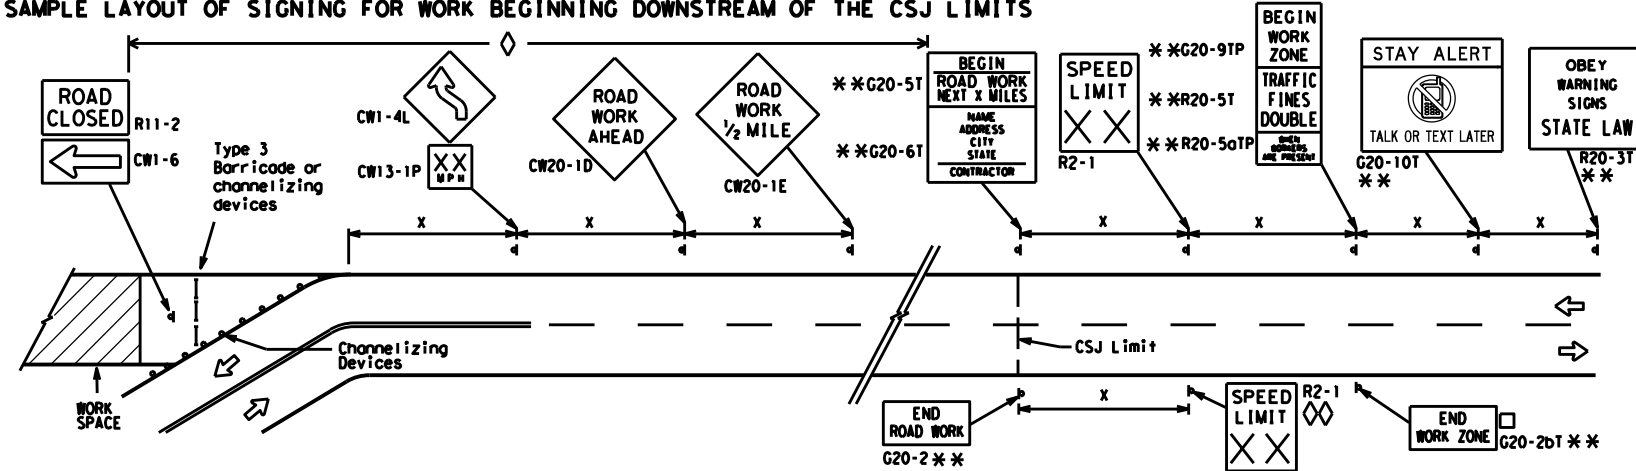 SAMPLE LAYOUT OF SIGNING FOR WORK BEGINNING DOWNSTREAM OF THE CSJ LIMITS
ROAD
CLOSED
R11-2
CW1-6
Type 3
Barricade or
channelizing
devices
CW1-4L
XX
MPH
CW13-1P
ROAD
WORK
AHEAD
CW20-1D
ROAD
WORK
1/2 MILE
CW20-1E
* *G20-5T
* *G20-6T
BEGIN
ROAD WORK
NEXT X MILES
NAME
ADDRESS
CITY
STATE
CONTRACTOR
SPEED
LIMIT
X X
R2-1
* *G20-9TP
* *R20-5T
* *R20-5aTP
BEGIN
WORK
ZONE
TRAFFIC
FINES
DOUBLE
WHEN
WORKERS
ARE PRESENT
STAY ALERT
TALK OR TEXT LATER
G20-10T
* *
OBEY
WARNING
SIGNS
STATE LAW
R20-3T
* *
X
X
X
X
X
X
Channelizing
Devices
CSJ Limit
WORK
SPACE
END
ROAD WORK
G20-2 * *
X
SPEED
LIMIT
X X
R2-1
END
WORK ZONE
G20-2bT * *